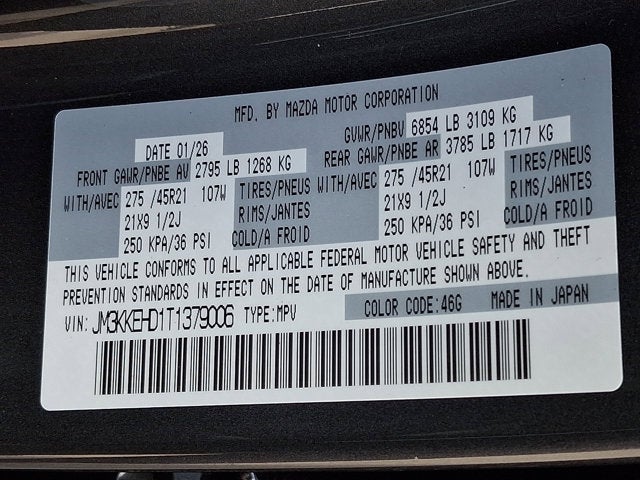 MFD. BY MAZDA MOTOR CORPORATION
DATE 01/26 GVWR/PNBV 6854 LB 3109 KG
FRONT GAWR/PNBE AV 2795 LB 1268 KG REAR GAWR/PNBE AR 3785 LB 1717 KG
WITH/AVEC 275 /45R21 107W TIRES/PNEUS WITH/AVEC 275 /45R21 107W TIRES/PNEUS
21X9 1/2J RIMS/JANTES 21X9 1/2J RIMS/JANTES
250 KPA/36 PSI COLD/A FROID 250 KPA/36 PSI COLD/A FROID
THIS VEHICLE CONFORMS TO ALL APPLICABLE FEDERAL MOTOR VEHICLE SAFETY AND THEFT
PREVENTION STANDARDS IN EFFECT ON THE DATE OF MANUFACTURE SHOWN ABOVE.
VIN: JM3KKEHD1T1379006 TYPE:MPV COLOR CODE:46G MADE IN JAPAN